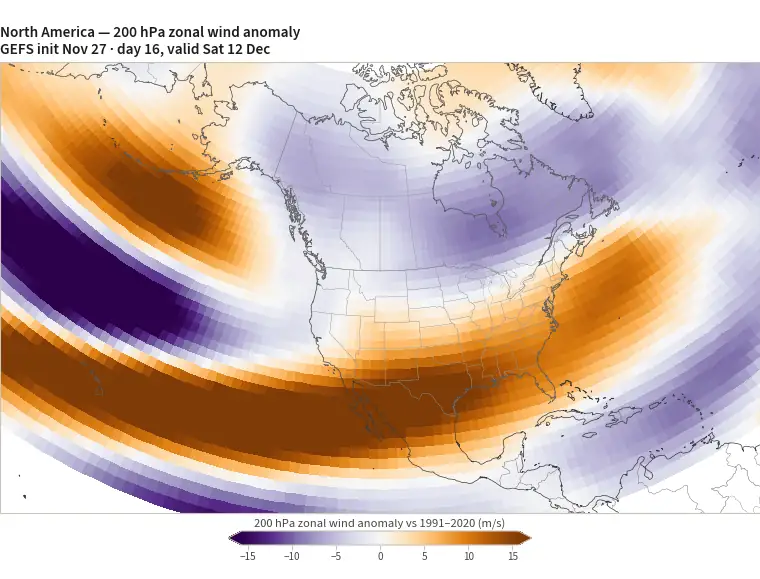 North America — 200 hPa zonal wind anomaly
GEFS init Nov 27 · day 16, valid Sat 12 Dec
200 hPa zonal wind anomaly vs 1991–2020 (m/s)
−15 −10 −5 0 5 10 15